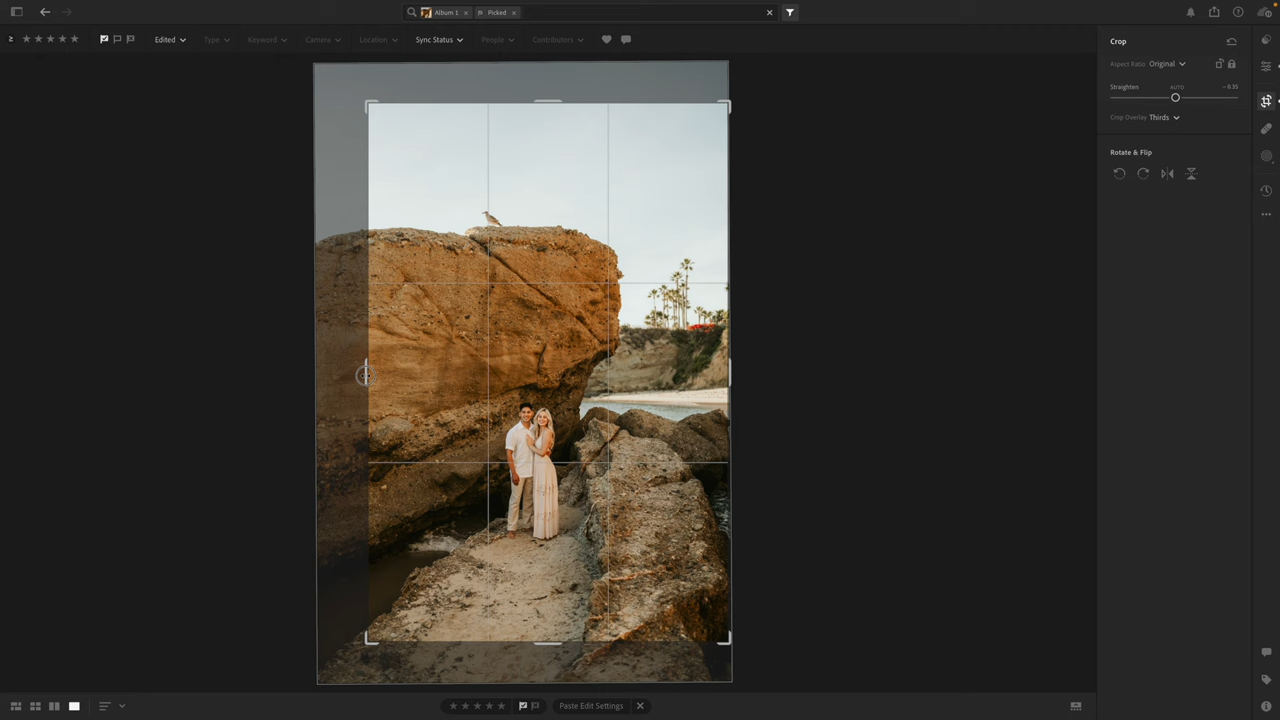 Album 1 Picked
Edited Type Keyword Camera Location Sync Status People Contributors
Crop
Aspect Ratio Original
Straighten AUTO – 0.35
Crop Overlay Thirds
Rotate & Flip
Paste Edit Settings